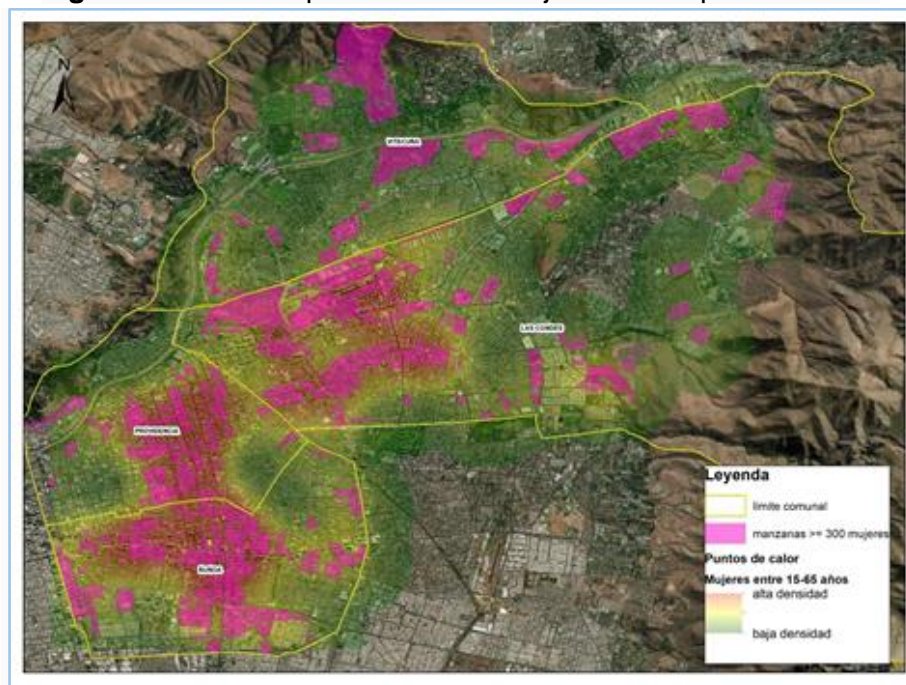 N
VITACURA
LAS CONDES
PROVIDENCIA
ÑUÑOA
Leyenda
limite comunal
manzanas >= 300 mujeres
Puntos de calor
Mujeres entre 15-65 años
alta densidad
baja densidad